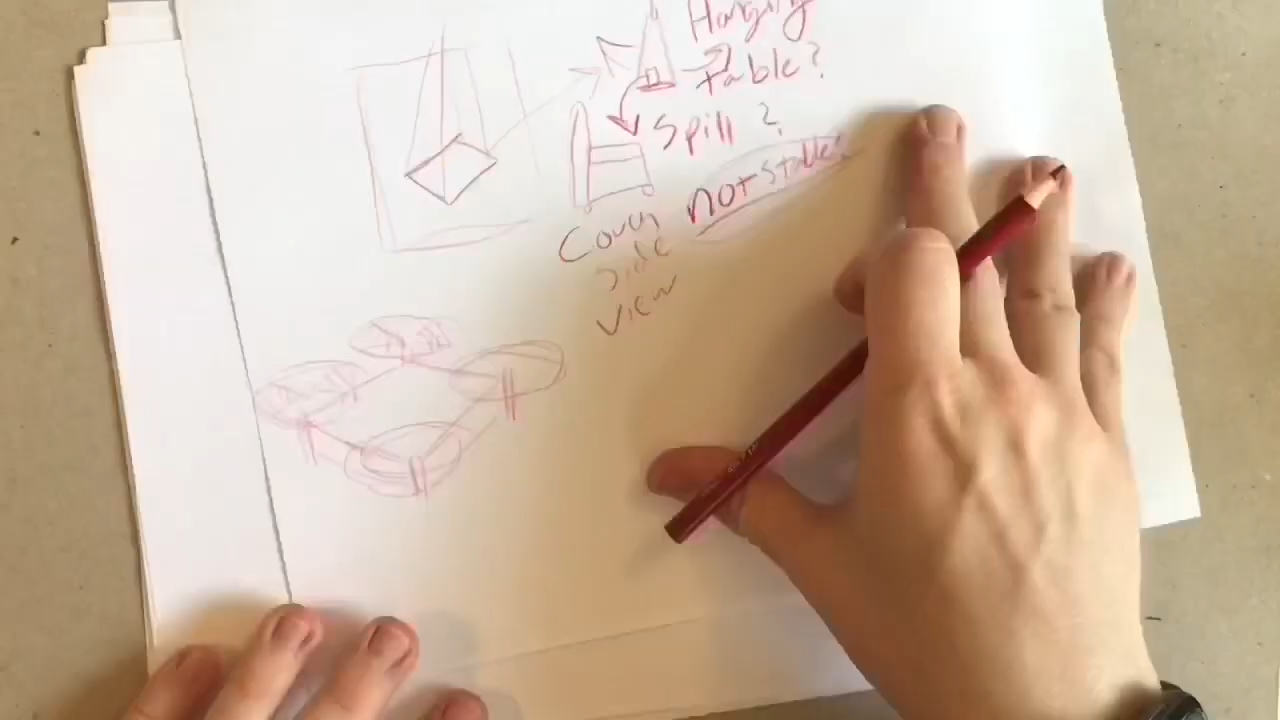 Hanging
table?
Spill?
not stable!
Couch
side
view